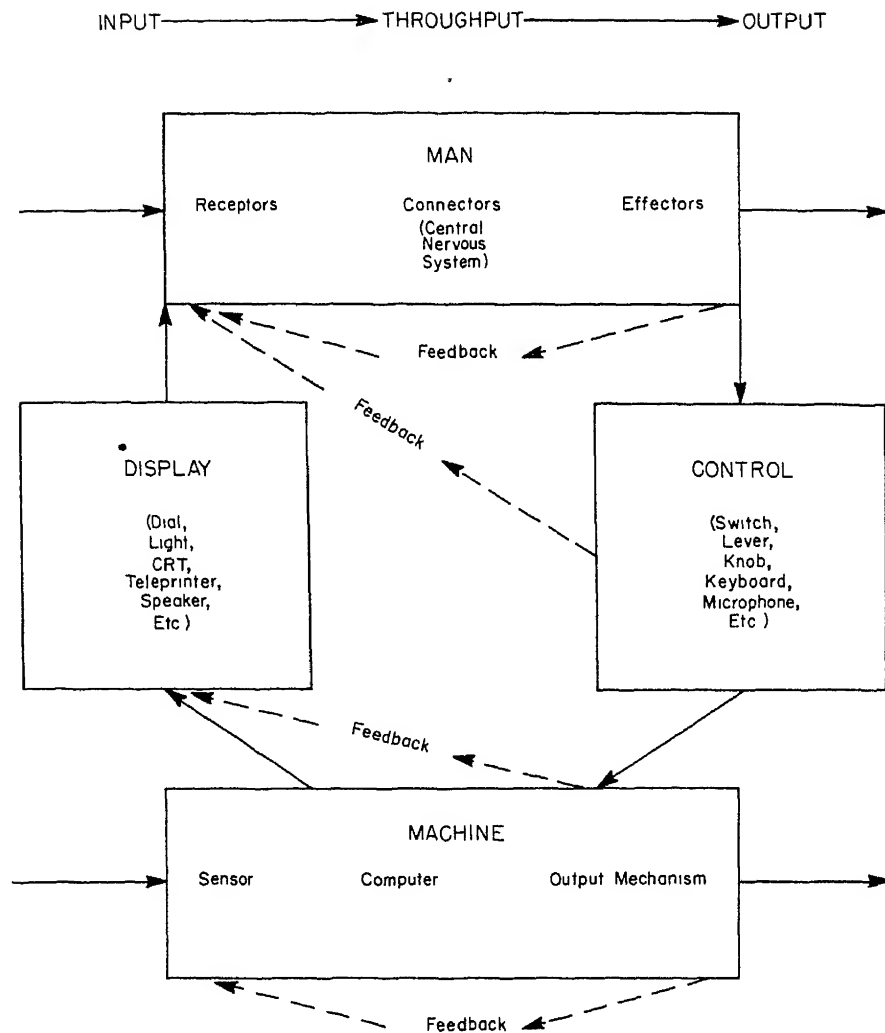 INPUT THROUGHPUT OUTPUT
MAN
Receptors Connectors Effectors
(Central
Nervous
System)
Feedback
Feedback
DISPLAY
(Dial,
Light,
CRT,
Teleprinter,
Speaker,
Etc)
CONTROL
(Switch,
Lever,
Knob,
Keyboard,
Microphone,
Etc)
Feedback
MACHINE
Sensor Computer Output Mechanism
Feedback